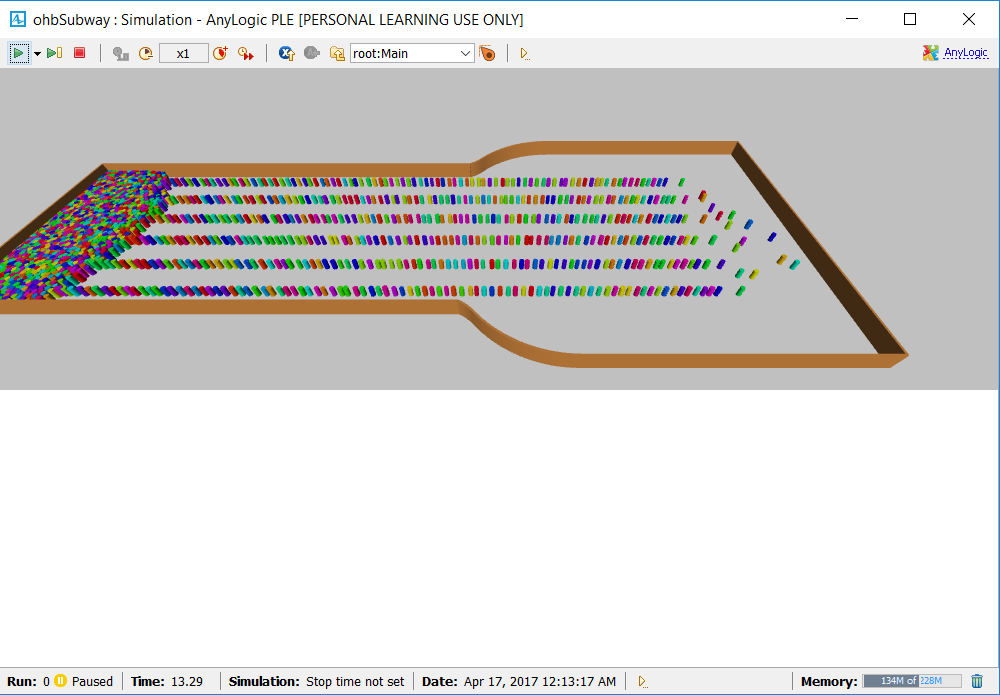 ohbSubway : Simulation - AnyLogic PLE [PERSONAL LEARNING USE ONLY]
x1 root:Main AnyLogic
Run: 0 Paused Time: 13.29 Simulation: Stop time not set Date: Apr 17, 2017 12:13:17 AM Memory: 134M of 228M